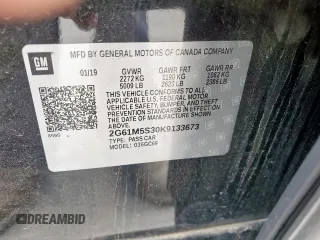 GM
MFD BY GENERAL MOTORS OF CANADA COMPANY
01/19 GVWR GAWR FRT GAWR RR
2272 KG 1190 KG 1082 KG
5009 LB 2623 LB 2386 LB
THIS VEHICLE CONFORMS TO ALL
APPLICABLE U.S. FEDERAL MOTOR
VEHICLE SAFETY, BUMPER, AND THEFT
PREVENTION STANDARDS IN EFFECT
ON THE DATE OF MANUFACTURE
SHOWN ABOVE.
2G61M5S30K9133673
TYPE: PASS CAR
MODEL:
DREAMBID